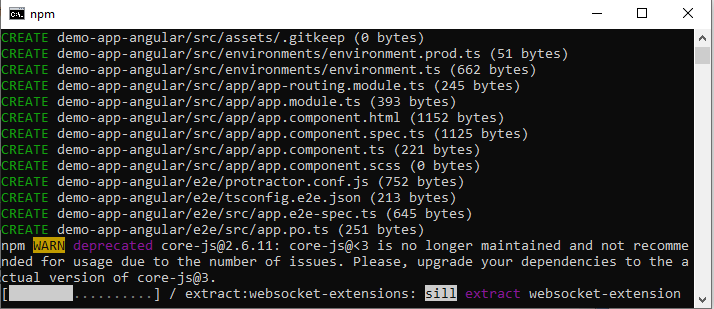 npm
CREATE demo-app-angular/src/assets/.gitkeep (0 bytes)
CREATE demo-app-angular/src/environments/environment.prod.ts (51 bytes)
CREATE demo-app-angular/src/environments/environment.ts (662 bytes)
CREATE demo-app-angular/src/app/app-routing.module.ts (245 bytes)
CREATE demo-app-angular/src/app/app.module.ts (393 bytes)
CREATE demo-app-angular/src/app/app.component.html (1152 bytes)
CREATE demo-app-angular/src/app/app.component.spec.ts (1125 bytes)
CREATE demo-app-angular/src/app/app.component.ts (221 bytes)
CREATE demo-app-angular/src/app/app.component.scss (0 bytes)
CREATE demo-app-angular/e2e/protractor.conf.js (752 bytes)
CREATE demo-app-angular/e2e/tsconfig.e2e.json (213 bytes)
CREATE demo-app-angular/e2e/src/app.e2e-spec.ts (645 bytes)
CREATE demo-app-angular/e2e/src/app.po.ts (251 bytes)
npm WARN deprecated core-js@2.6.11: core-js@<3 is no longer maintained and not recomme
nded for usage due to the number of issues. Please, upgrade your dependencies to the a
ctual version of core-js@3.
[        ..........] / extract:websocket-extensions: sill extract websocket-extension